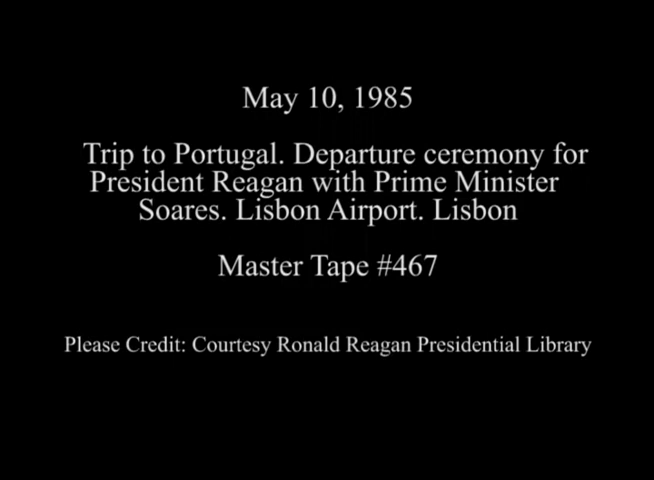 May 10, 1985
Trip to Portugal. Departure ceremony for
President Reagan with Prime Minister
Soares. Lisbon Airport. Lisbon
Master Tape #467
Please Credit: Courtesy Ronald Reagan Presidential Library